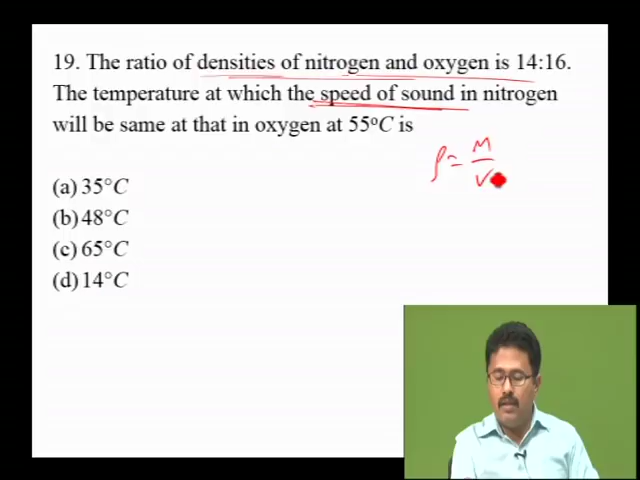 19. The ratio of densities of nitrogen and oxygen is 14:16.
The temperature at which the speed of sound in nitrogen
will be same at that in oxygen at 55°C is
ρ = M/V
(a) 35°C
(b) 48°C
(c) 65°C
(d) 14°C